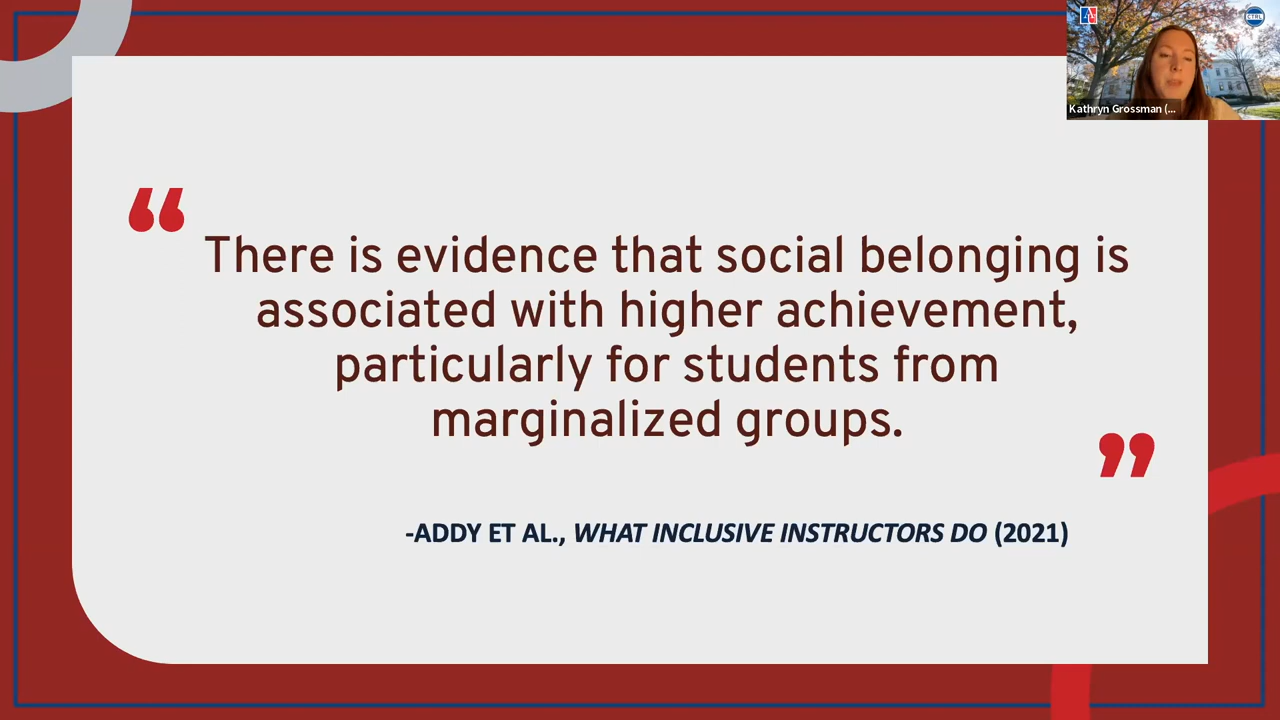 CTRL
Kathryn Grossman (...
“There is evidence that social belonging is
associated with higher achievement,
particularly for students from
marginalized groups.”
-ADDY ET AL., WHAT INCLUSIVE INSTRUCTORS DO (2021)